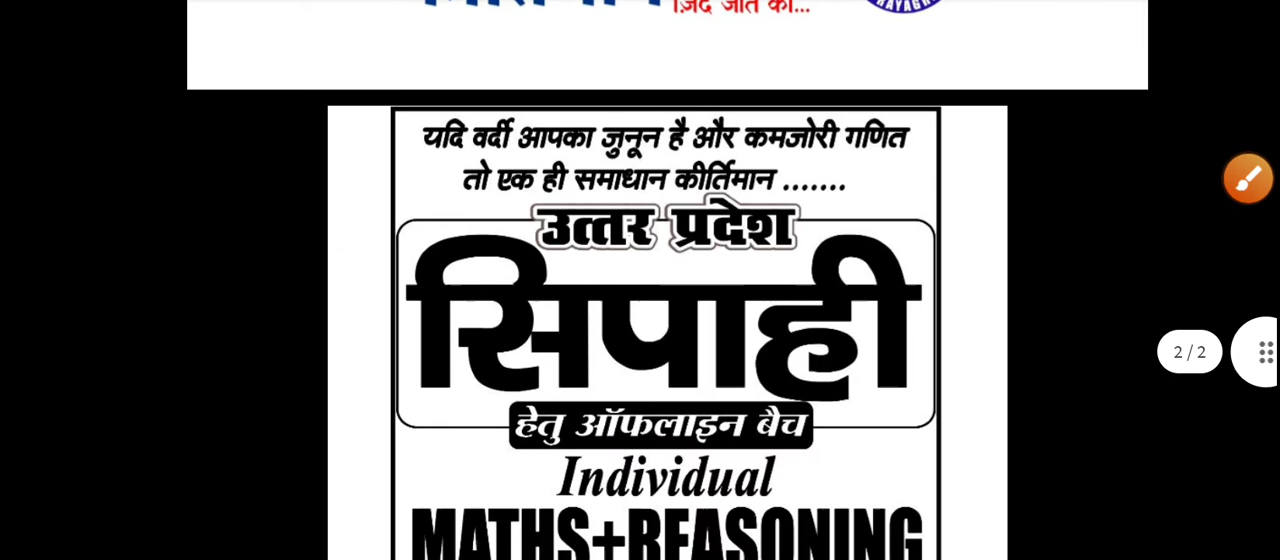 ज़िद जीत की...
यदि वर्दी आपका जुनून है और कमजोरी गणित
तो एक ही समाधान कीर्तिमान .......
उत्तर प्रदेश
सिपाही
हेतु ऑफलाइन बैच
Individual
MATHS+REASONING
2 / 2